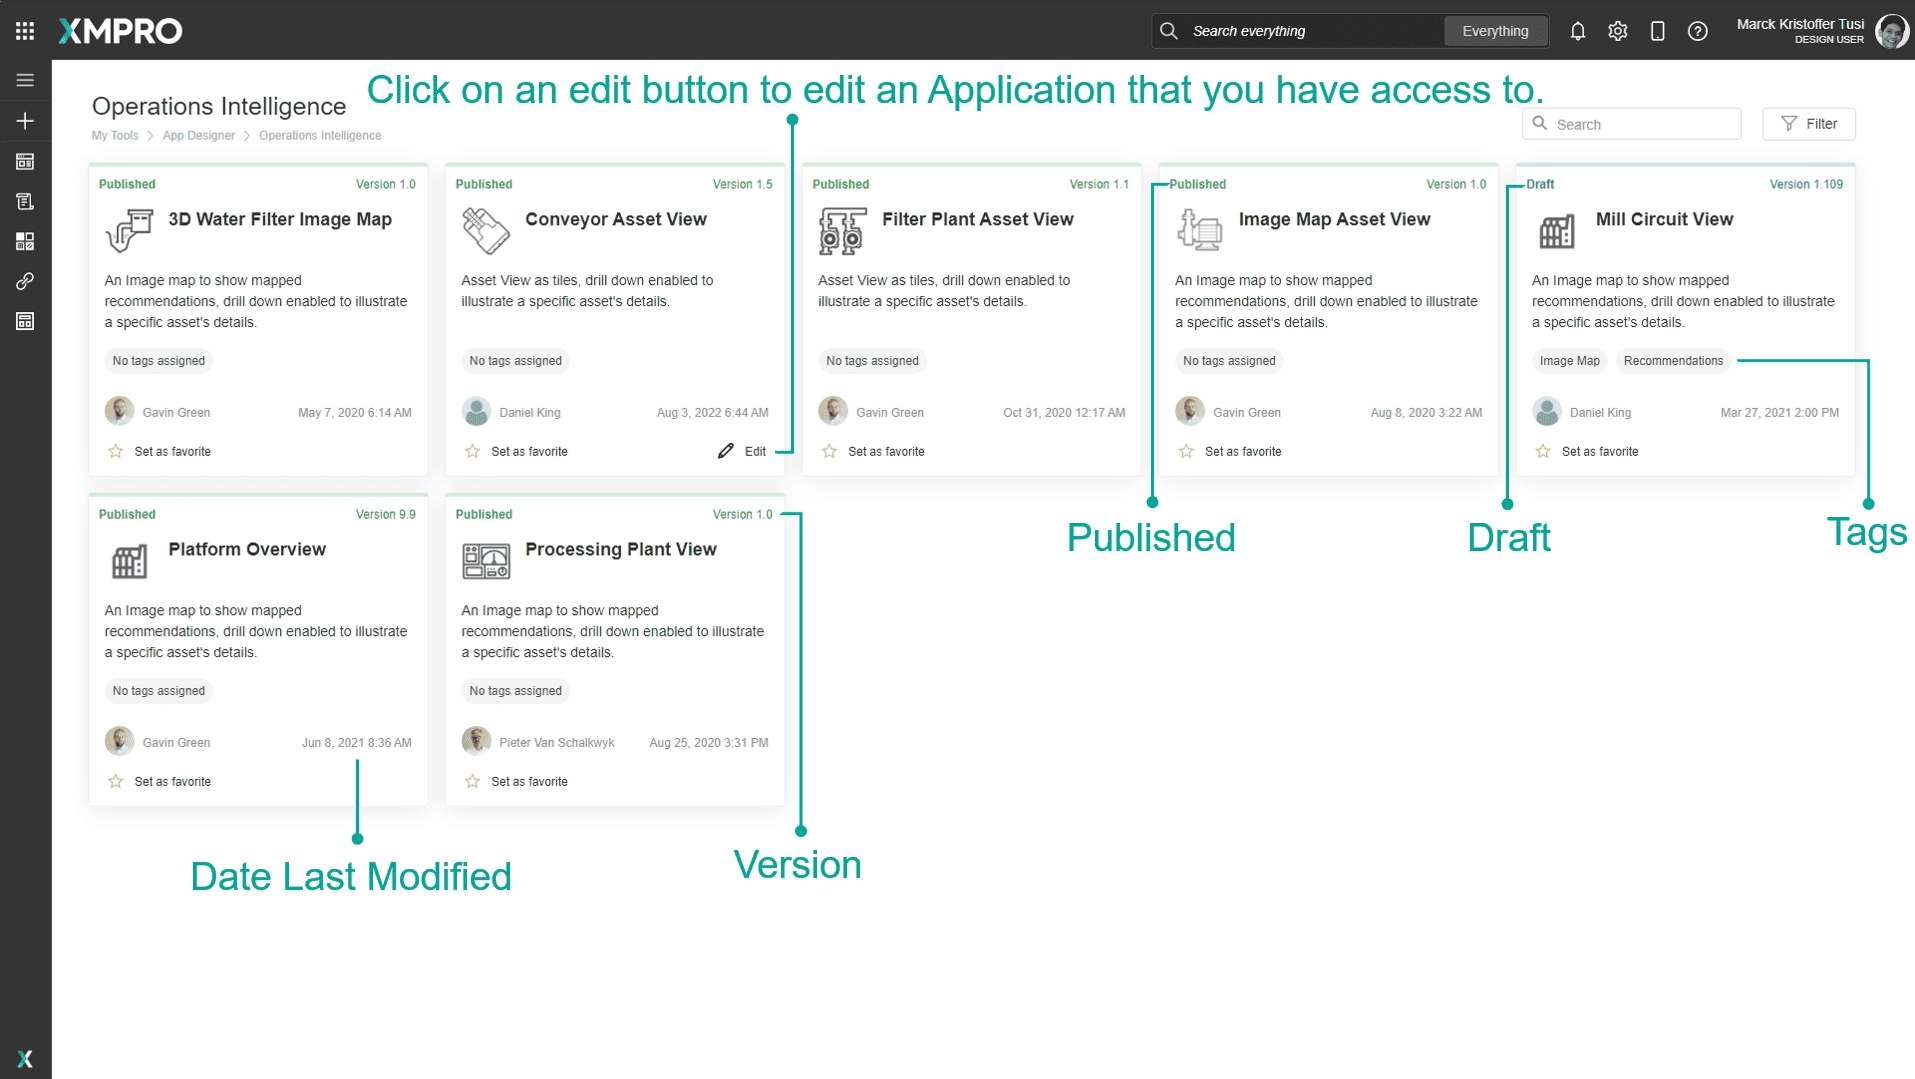 XMPRO
Search everything
Everything
Marck Kristoffer Tusi
DESIGN USER
Click on an edit button to edit an Application that you have access to.
Operations Intelligence
My Tools > App Designer > Operations Intelligence
Search
Filter
Published
Version 1.0
3D Water Filter Image Map
An Image map to show mapped
recommendations, drill down enabled to illustrate
a specific asset's details.
No tags assigned
Gavin Green
May 7, 2020 6:14 AM
Set as favorite
Published
Version 1.5
Conveyor Asset View
Asset View as tiles, drill down enabled to
illustrate a specific asset's details.
No tags assigned
Daniel King
Aug 3, 2022 6:44 AM
Set as favorite
Edit
Published
Version 1.1
Filter Plant Asset View
Asset View as tiles, drill down enabled to
illustrate a specific asset's details.
No tags assigned
Gavin Green
Oct 31, 2020 12:17 AM
Set as favorite
Published
Version 1.0
Image Map Asset View
An Image map to show mapped
recommendations, drill down enabled to illustrate
a specific asset's details.
No tags assigned
Gavin Green
Aug 8, 2020 3:22 AM
Set as favorite
Draft
Version 1.109
Mill Circuit View
An Image map to show mapped
recommendations, drill down enabled to illustrate
a specific asset's details.
Image Map
Recommendations
Daniel King
Mar 27, 2021 2:00 PM
Set as favorite
Published
Draft
Tags
Published
Version 9.9
Platform Overview
An Image map to show mapped
recommendations, drill down enabled to illustrate
a specific asset's details.
No tags assigned
Gavin Green
Jun 8, 2021 8:36 AM
Set as favorite
Published
Version 1.0
Processing Plant View
An Image map to show mapped
recommendations, drill down enabled to illustrate
a specific asset's details.
No tags assigned
Pieter Van Schalkwyk
Aug 25, 2020 3:31 PM
Set as favorite
Date Last Modified
Version
X